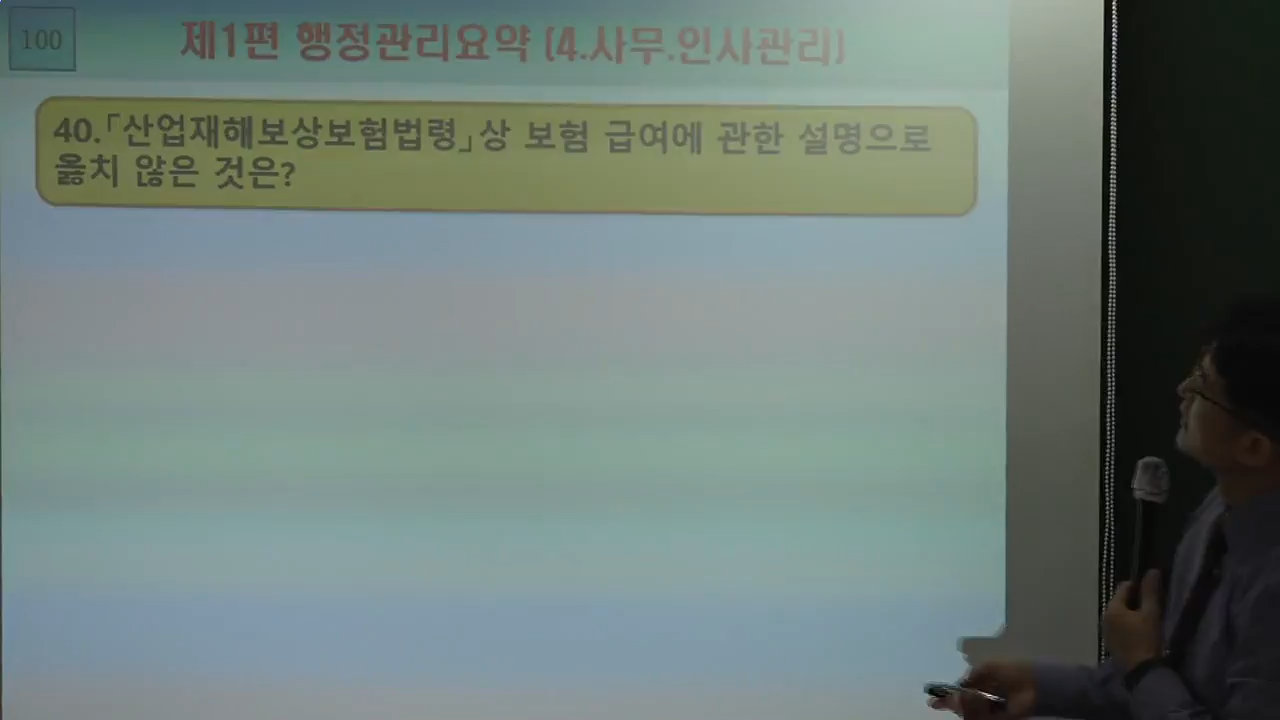 100
제1편 행정관리요약 (4.사무.인사관리)
40.「산업재해보상보험법령」상 보험 급여에 관한 설명으로
옳치 않은 것은?